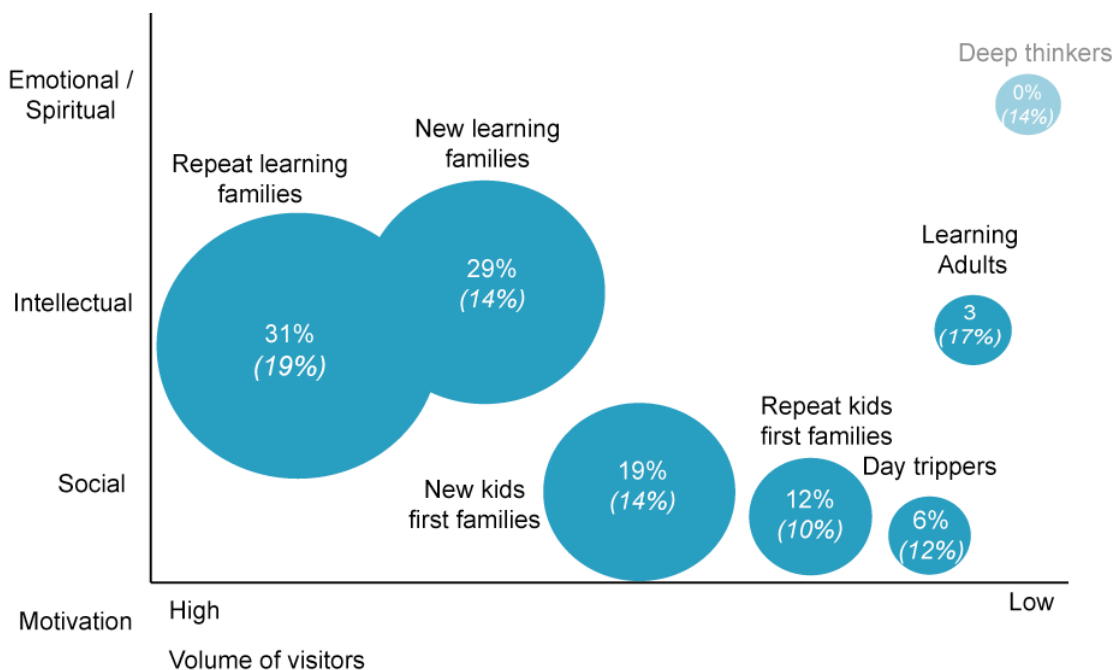 Deep thinkers
0%
(14%)
Emotional /
Spiritual
New learning
families
Repeat learning
families
Learning
Adults
29%
(14%)
Intellectual
3
(17%)
31%
(19%)
Repeat kids
first families
Day trippers
Social
19%
(14%)
New kids
first families
12%
(10%)
6%
(12%)
Motivation
High
Low
Volume of visitors